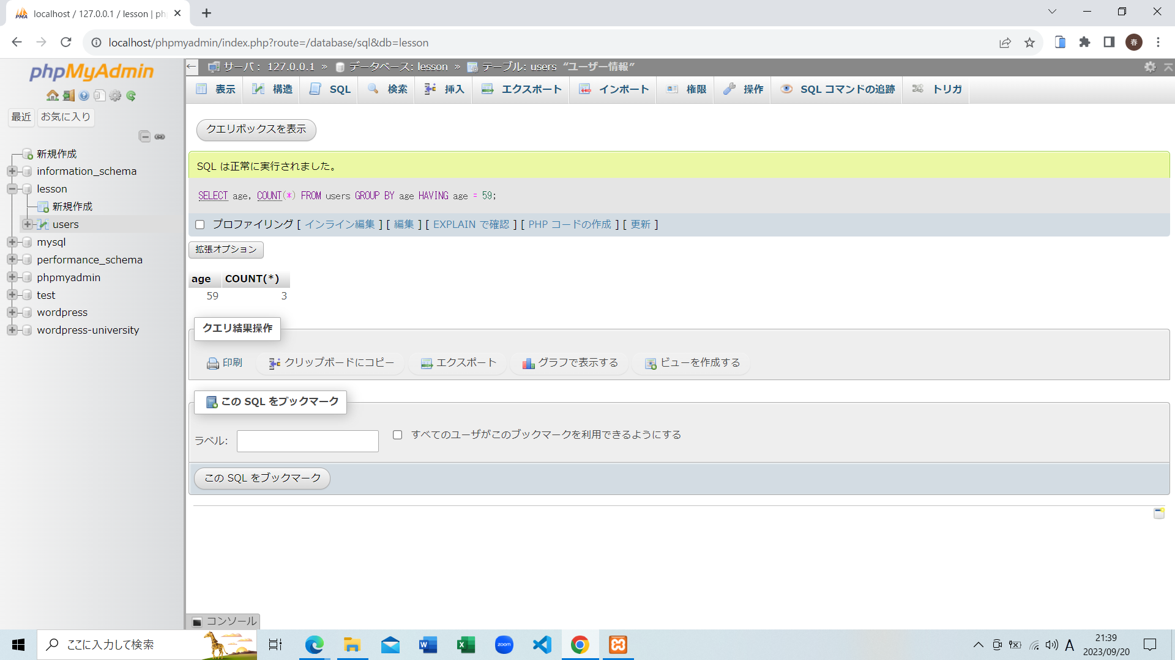 localhost / 127.0.0.1 / lesson | ph
localhost/phpmyadmin/index.php?route=/database/sql&db=lesson
春
phpMyAdmin
最近 お気に入り
新規作成
information_schema
lesson
新規作成
users
mysql
performance_schema
phpmyadmin
test
wordpress
wordpress-university
サーバ: 127.0.0.1 » データベース: lesson » テーブル: users "ユーザー情報"
表示 構造 SQL 検索 挿入 エクスポート インポート 権限 操作 SQL コマンドの追跡 トリガ
クエリボックスを表示
SQL は正常に実行されました。
SELECT age, COUNT(*) FROM users GROUP BY age HAVING age = 59;
プロファイリング [ インライン編集 ] [ 編集 ] [ EXPLAIN で確認 ] [ PHP コードの作成 ] [ 更新 ]
拡張オプション
age COUNT(*)
59 3
クエリ結果操作
印刷 クリップボードにコピー エクスポート グラフで表示する ビューを作成する
この SQL をブックマーク
ラベル: すべてのユーザがこのブックマークを利用できるようにする
この SQL をブックマーク
コンソール
ここに入力して検索
zoom
A
21:39
2023/09/20